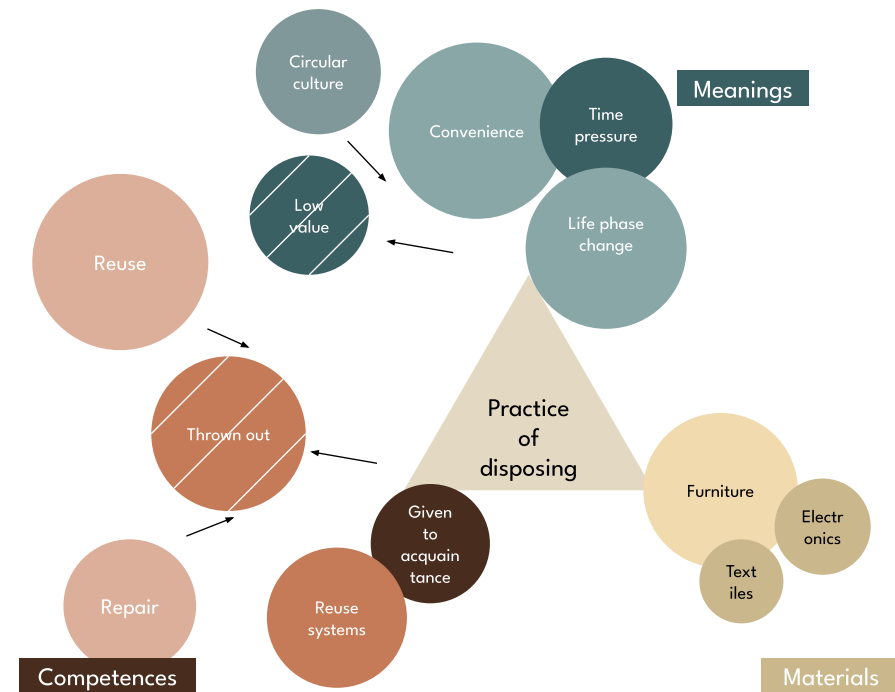 Circular
culture
Convenience
Time
pressure
Meanings
Low
value
Life phase
change
Reuse
Thrown out
Practice
of
disposing
Furniture
Electr
onics
Text
iles
Given
to
acquain
tance
Reuse
systems
Repair
Competences
Materials